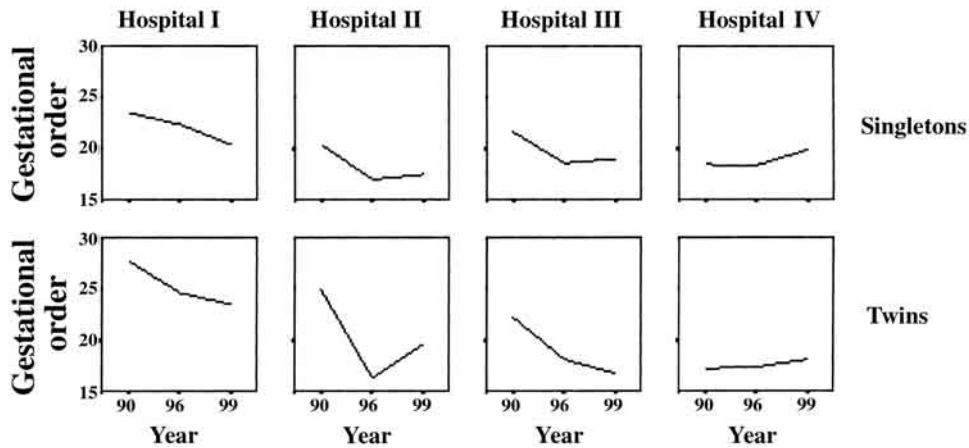 Hospital I Hospital II Hospital III Hospital IV
Gestational
order
30
25
20
15
Singletons
Gestational
order
30
25
20
15
Twins
90 96 99 90 96 99 90 96 99 90 96 99
Year Year Year Year